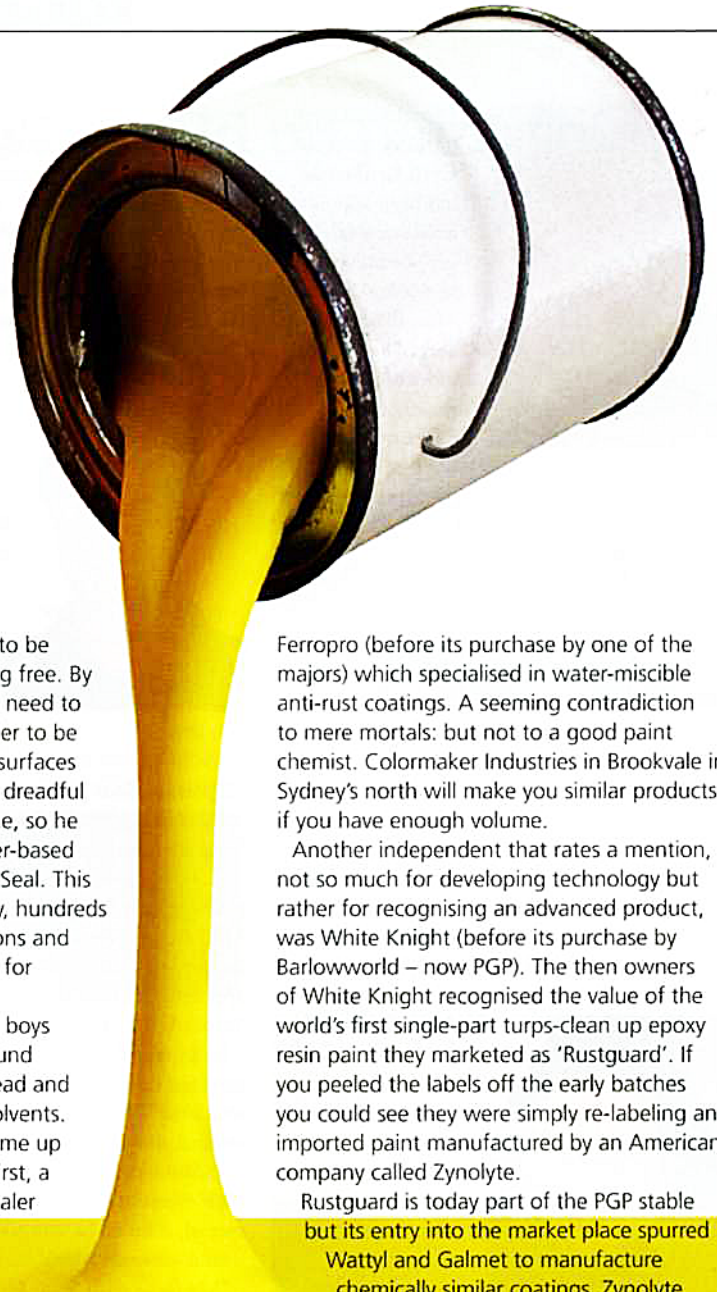 to be
g free. By
need to
er to be
surfaces
dreadful
e, so he
er-based
Seal. This
y, hundreds
ons and
for
boys
und
ead and
olvents.
me up
rst, a
aler
Ferropro (before its purchase by one of the
majors) which specialised in water-miscible
anti-rust coatings. A seeming contradiction
to mere mortals: but not to a good paint
chemist. Colormaker Industries in Brookvale in
Sydney's north will make you similar products
if you have enough volume.
Another independent that rates a mention,
not so much for developing technology but
rather for recognising an advanced product,
was White Knight (before its purchase by
Barlowworld – now PGP). The then owners
of White Knight recognised the value of the
world's first single-part turps-clean up epoxy
resin paint they marketed as 'Rustguard'. If
you peeled the labels off the early batches
you could see they were simply re-labeling an
imported paint manufactured by an American
company called Zynolyte.
Rustguard is today part of the PGP stable
but its entry into the market place spurred
Wattyl and Galmet to manufacture
chemically similar coatings. Zynolyte